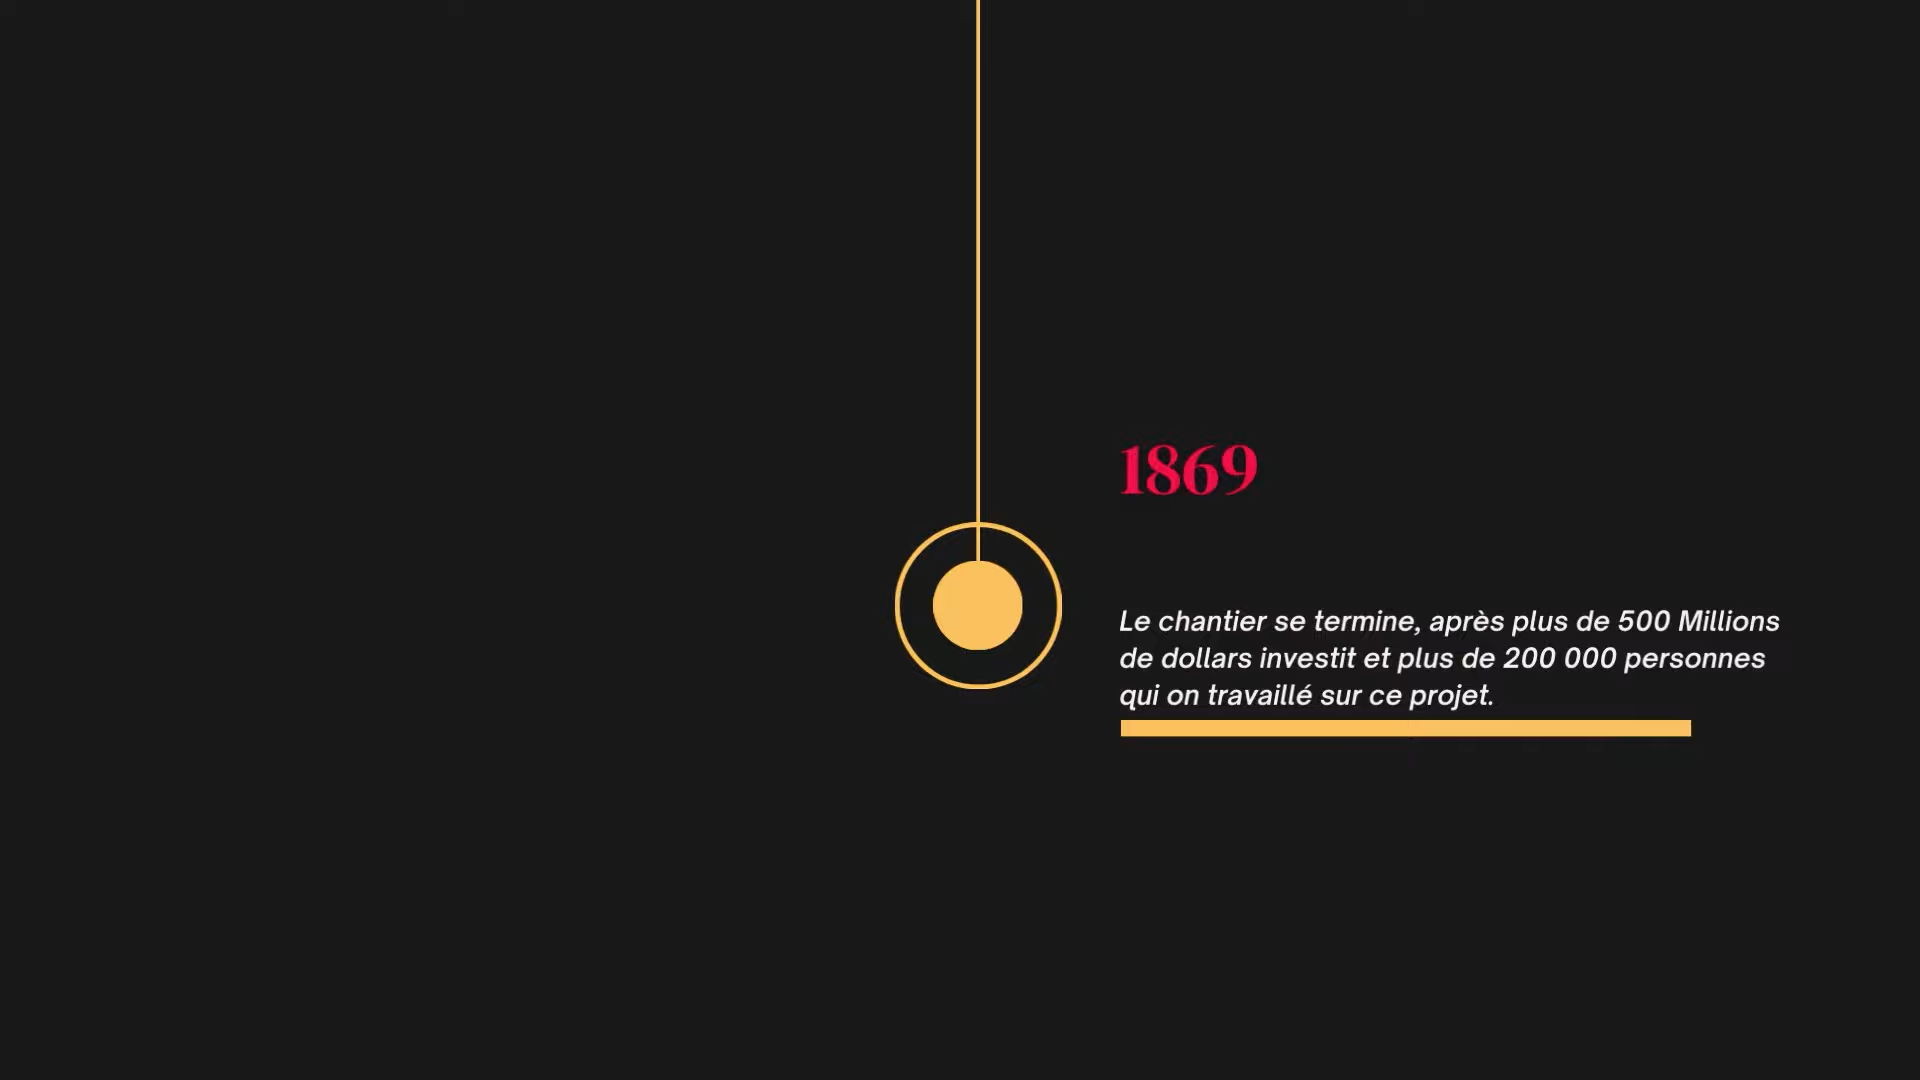 1869
Le chantier se termine, après plus de 500 Millions
de dollars investit et plus de 200 000 personnes
qui on travaillé sur ce projet.